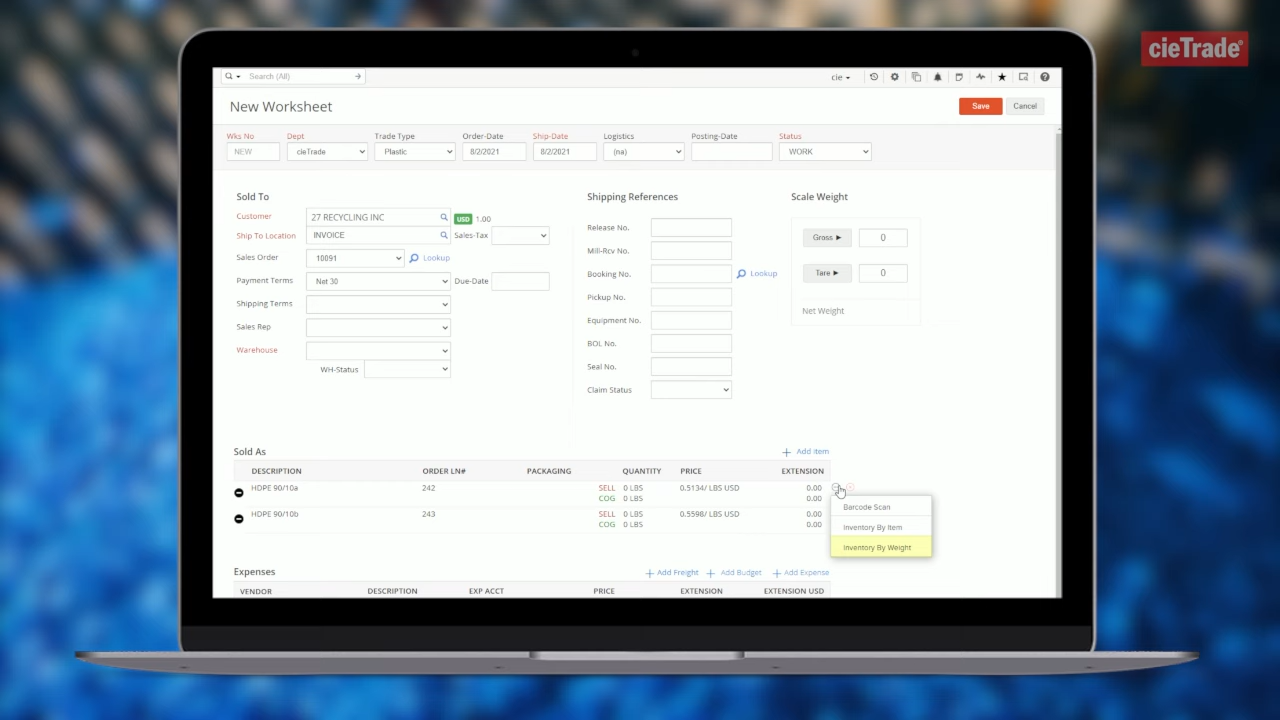 cieTrade®
Search (All)
cie
New Worksheet
Save
Cancel
Wks No
Dept
Trade Type
Order-Date
Ship-Date
Logistics
Posting-Date
Status
NEW
cieTrade
Plastic
8/2/2021
8/2/2021
(na)
WORK
Sold To
Shipping References
Scale Weight
Customer
27 RECYCLING INC
USD 1.00
Ship To Location
INVOICE
Sales-Tax
Sales Order
10091
Lookup
Payment Terms
Net 30
Due-Date
Shipping Terms
Sales Rep
Warehouse
WH-Status
Release No.
Mill-Rcv No.
Booking No.
Lookup
Pickup No.
Equipment No.
BOL No.
Seal No.
Claim Status
Gross ▶ 0
Tare ▶ 0
Net Weight
Sold As
+ Add Item
DESCRIPTION ORDER LN# PACKAGING QUANTITY PRICE EXTENSION
HDPE 90/10a 242 SELL 0 LBS 0.5134/ LBS USD 0.00
COG 0 LBS 0.00
HDPE 90/10b 243 SELL 0 LBS 0.5598/ LBS USD 0.00
COG 0 LBS 0.00
Barcode Scan
Inventory By Item
Inventory By Weight
Expenses
+ Add Freight + Add Budget + Add Expense
VENDOR DESCRIPTION EXP ACCT PRICE EXTENSION EXTENSION USD